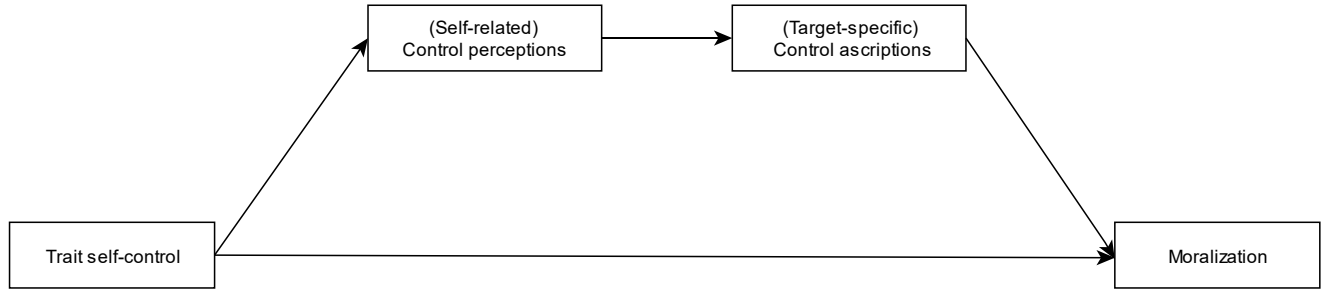 (Self-related)
Control perceptions
(Target-specific)
Control ascriptions
Trait self-control
Moralization